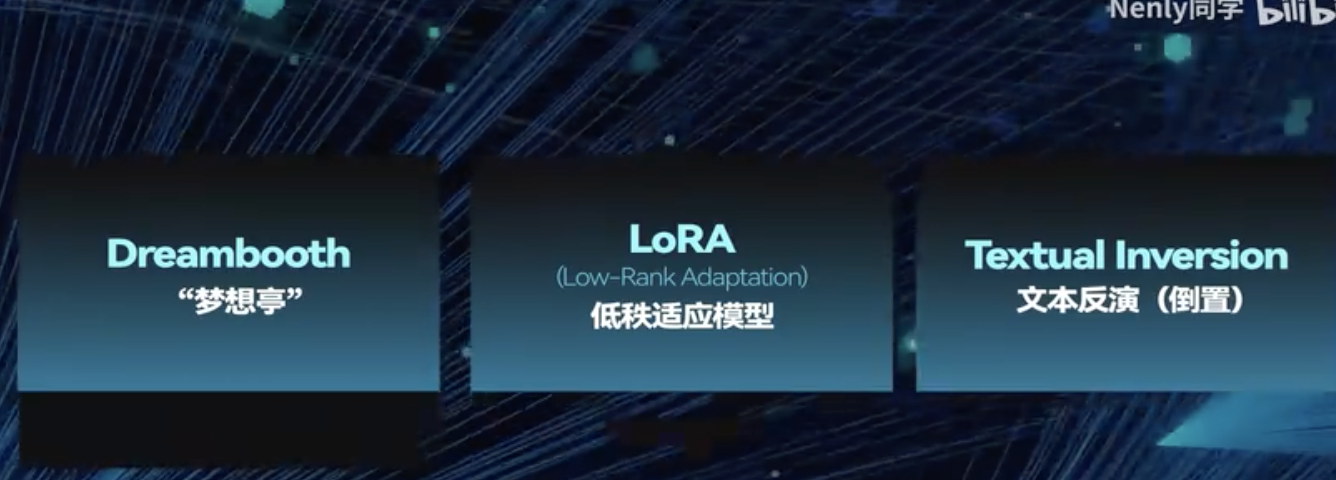 Nenly同学 bilib
Dreambooth
“梦想亭”
LoRA
(Low-Rank Adaptation)
低秩适应模型
Textual Inversion
文本反演（倒置）